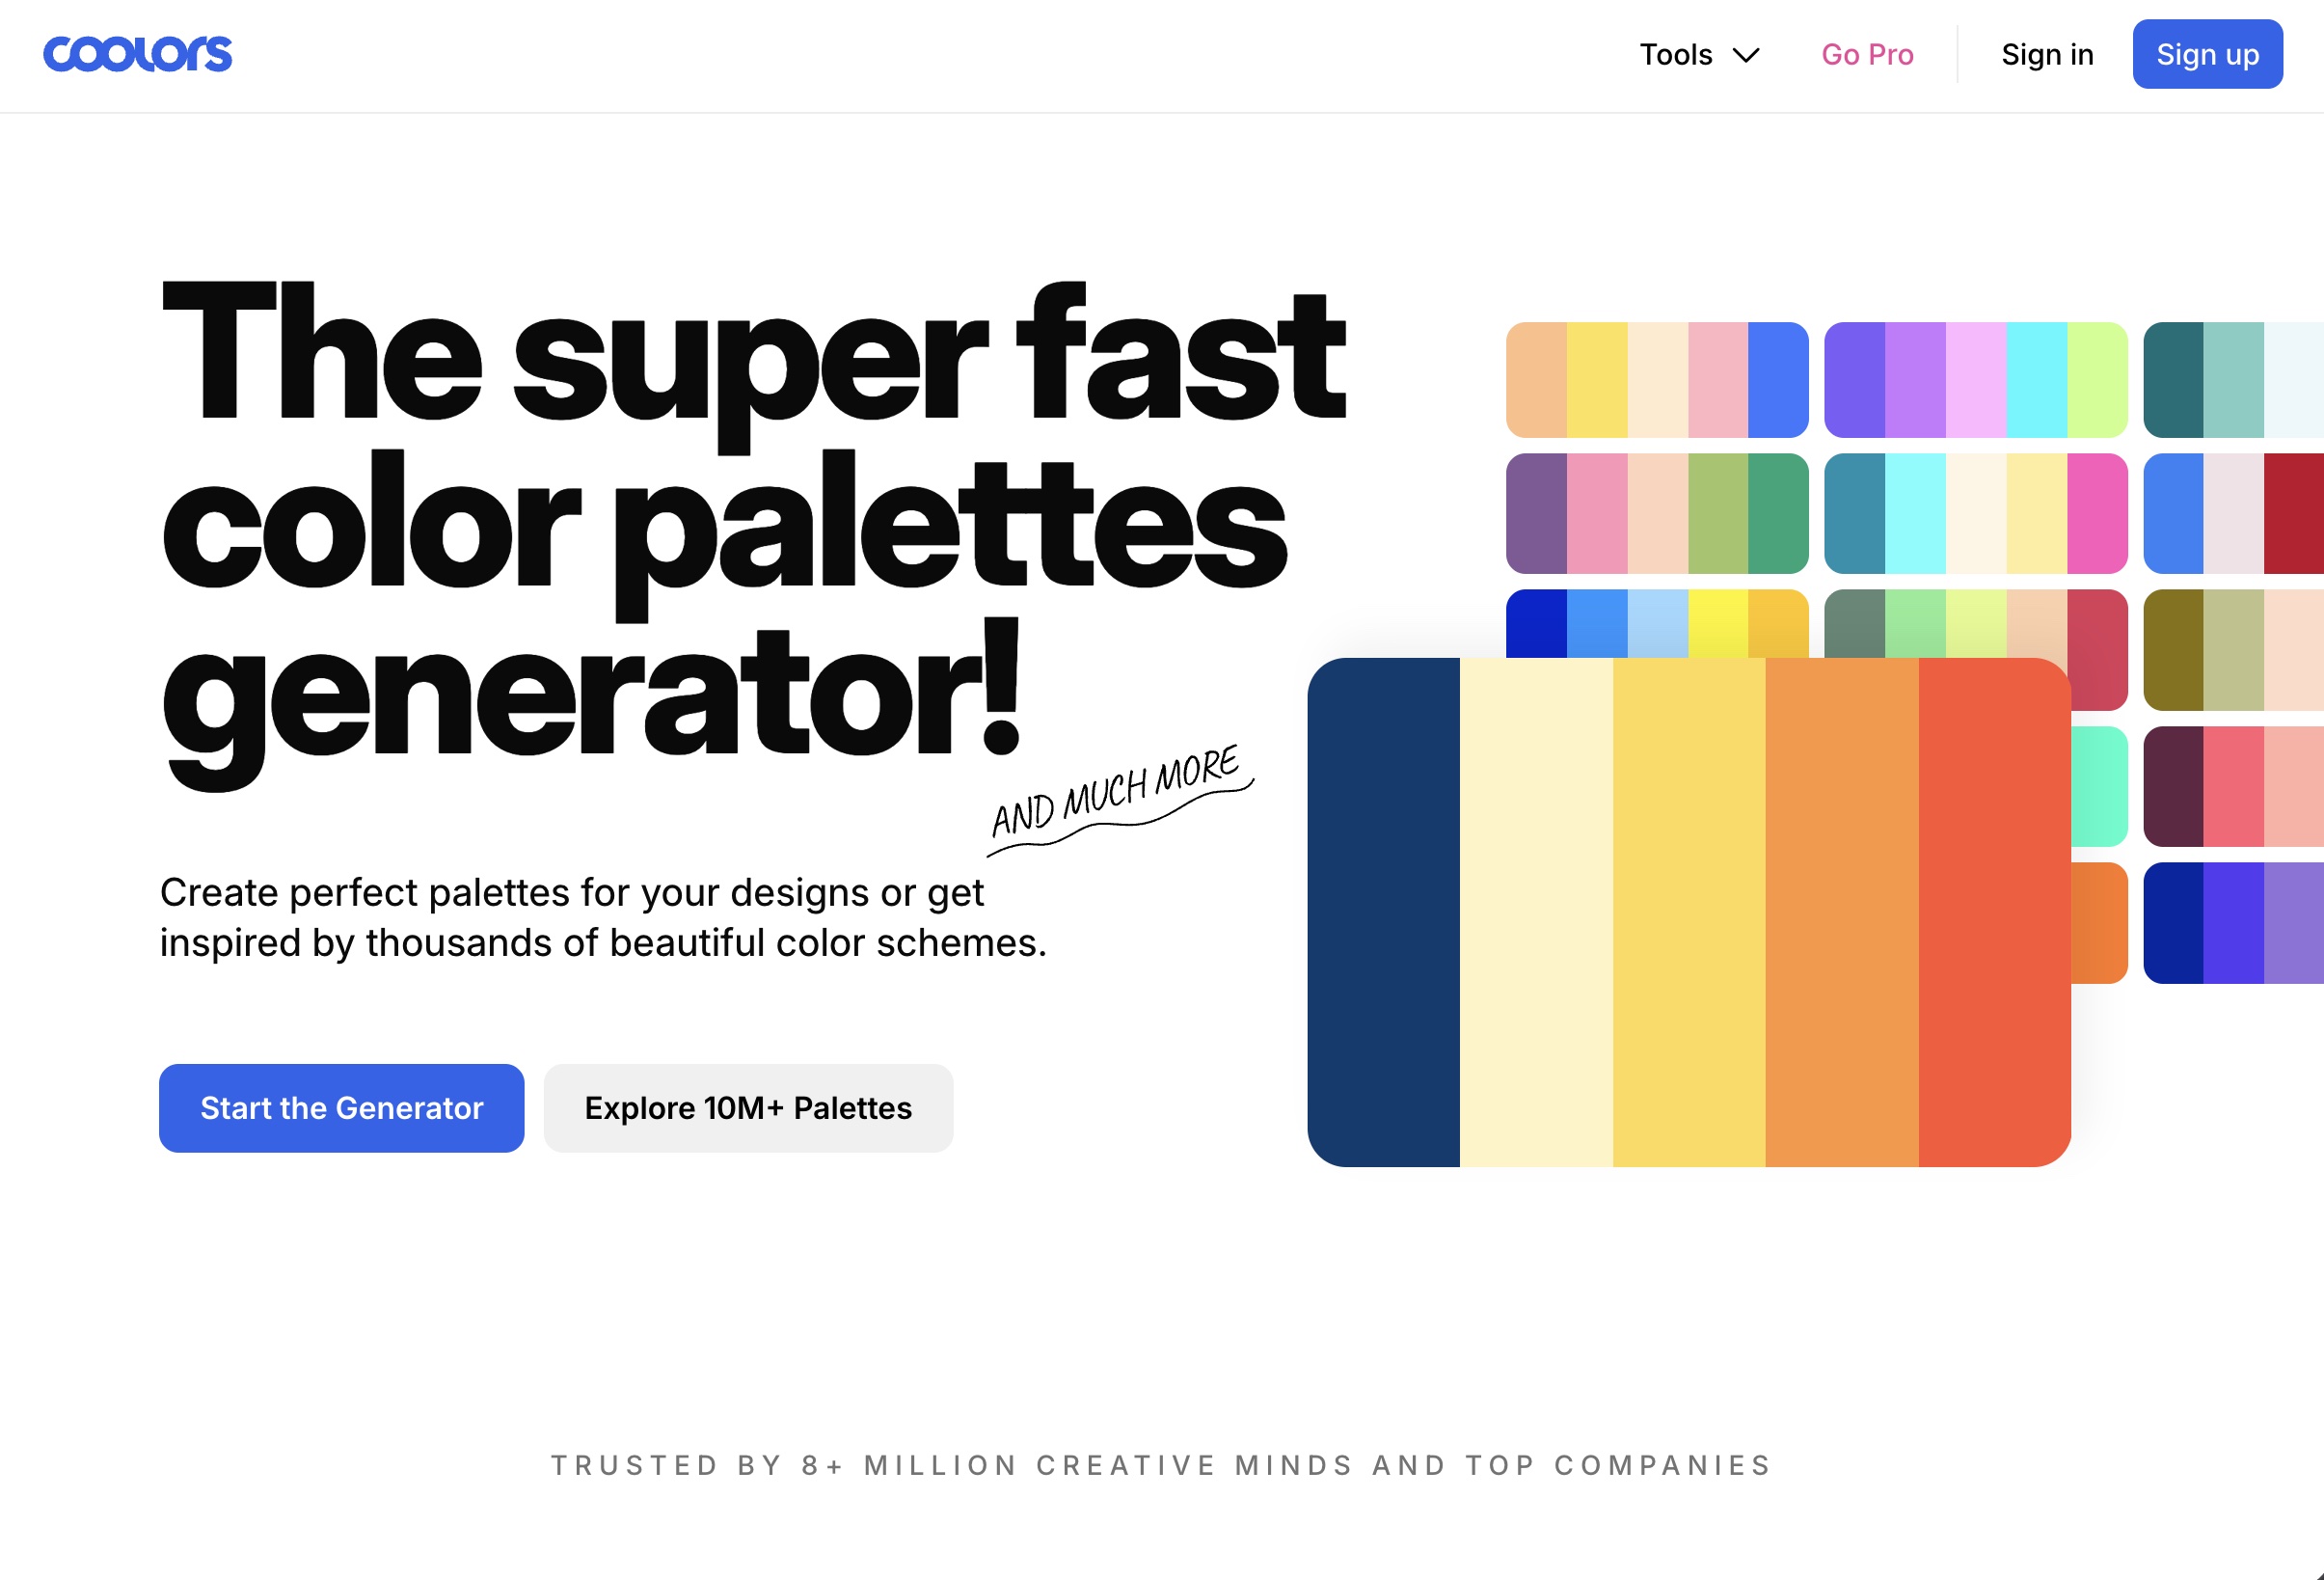 coolors
Tools
Go Pro
Sign in
Sign up
The super fast
color palettes
generator!
AND MUCH MORE
Create perfect palettes for your designs or get
inspired by thousands of beautiful color schemes.
Start the Generator
Explore 10M+ Palettes
TRUSTED BY 8+ MILLION CREATIVE MINDS AND TOP COMPANIES